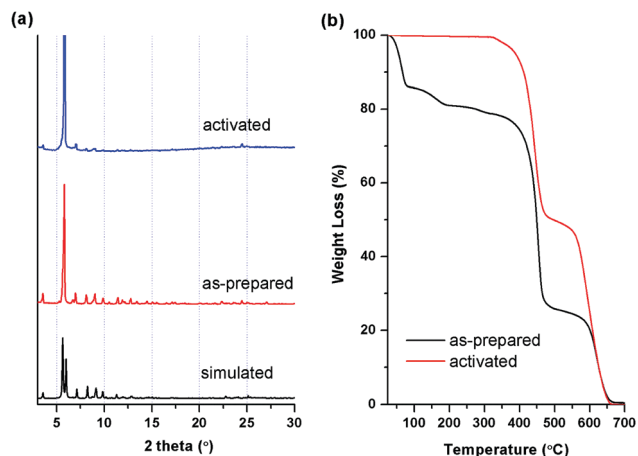 (a)
activated
as-prepared
simulated
5 10 15 20 25 30
2 theta (°)
(b)
100
80
60
40
20
0
Weight Loss (%)
as-prepared
activated
100 200 300 400 500 600 700
Temperature (°C)